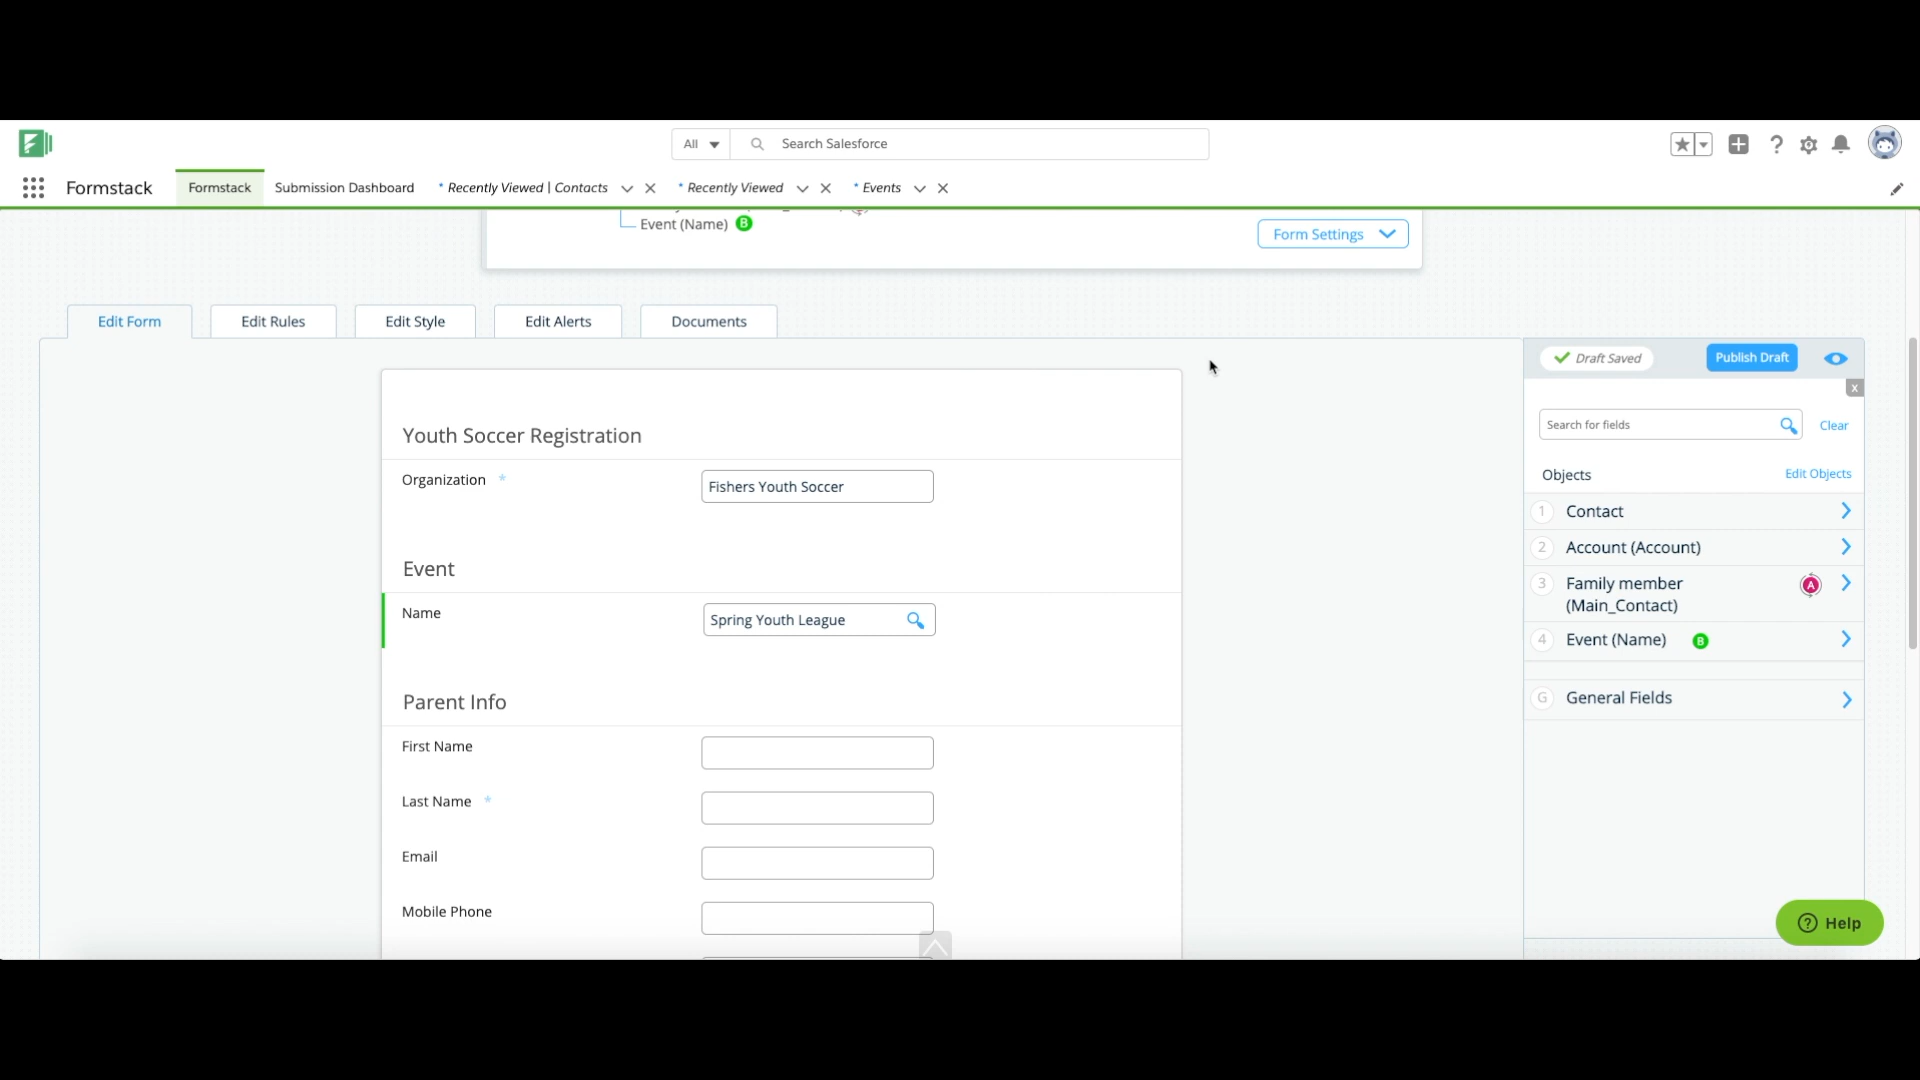 All
Search Salesforce
Formstack
Formstack
Submission Dashboard
* Recently Viewed | Contacts
* Recently Viewed
* Events
Event (Name) B
Form Settings
Edit Form
Edit Rules
Edit Style
Edit Alerts
Documents
Draft Saved
Publish Draft
x
Search for fields
Clear
Objects
Edit Objects
1 Contact
2 Account (Account)
3 Family member
(Main_Contact)
A
4 Event (Name) B
G General Fields
Youth Soccer Registration
Organization *
Fishers Youth Soccer
Event
Name
Spring Youth League
Parent Info
First Name
Last Name *
Email
Mobile Phone
? Help